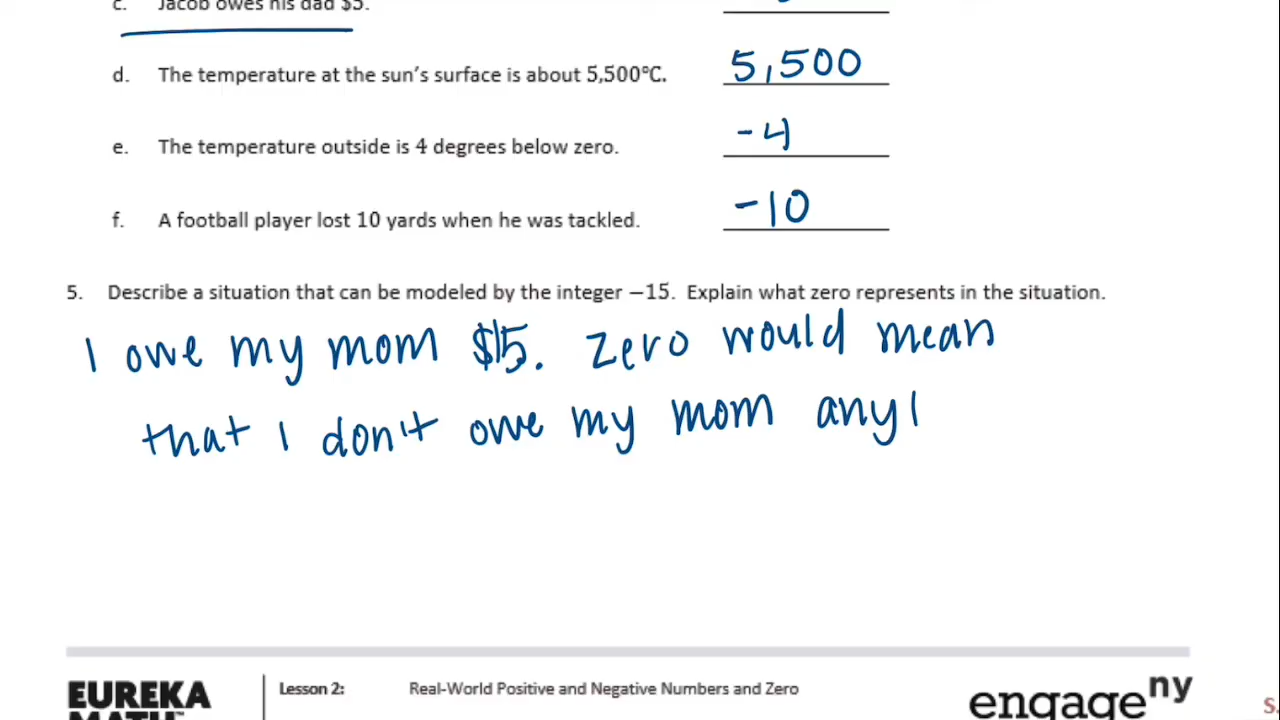 c. Jacob owes his dad $5.
d. The temperature at the sun's surface is about 5,500°C. 5,500
e. The temperature outside is 4 degrees below zero. -4
f. A football player lost 10 yards when he was tackled. -10
5. Describe a situation that can be modeled by the integer −15. Explain what zero represents in the situation.
I owe my mom $15. Zero would mean
that I don't owe my mom any
EUREKA
MATH™
Lesson 2: Real-World Positive and Negative Numbers and Zero
engageny
S.